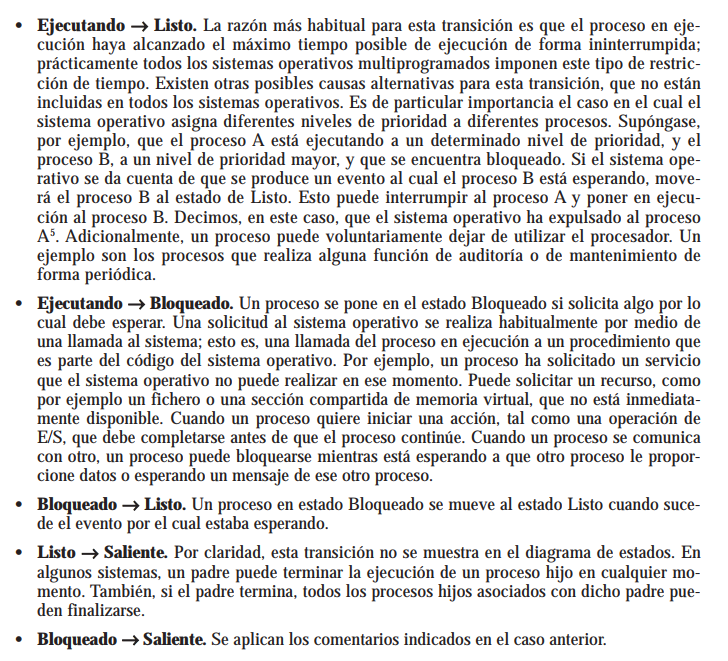 • Ejecutando → Listo. La razón más habitual para esta transición es que el proceso en eje-
cución haya alcanzado el máximo tiempo posible de ejecución de forma ininterrumpida;
prácticamente todos los sistemas operativos multiprogramados imponen este tipo de restric-
ción de tiempo. Existen otras posibles causas alternativas para esta transición, que no están
incluidas en todos los sistemas operativos. Es de particular importancia el caso en el cual el
sistema operativo asigna diferentes niveles de prioridad a diferentes procesos. Supóngase,
por ejemplo, que el proceso A está ejecutando a un determinado nivel de prioridad, y el
proceso B, a un nivel de prioridad mayor, y que se encuentra bloqueado. Si el sistema ope-
rativo se da cuenta de que se produce un evento al cual el proceso B está esperando, move-
rá el proceso B al estado de Listo. Esto puede interrumpir al proceso A y poner en ejecu-
ción al proceso B. Decimos, en este caso, que el sistema operativo ha expulsado al proceso
A⁵. Adicionalmente, un proceso puede voluntariamente dejar de utilizar el procesador. Un
ejemplo son los procesos que realiza alguna función de auditoría o de mantenimiento de
forma periódica.
• Ejecutando → Bloqueado. Un proceso se pone en el estado Bloqueado si solicita algo por lo
cual debe esperar. Una solicitud al sistema operativo se realiza habitualmente por medio de
una llamada al sistema; esto es, una llamada del proceso en ejecución a un procedimiento que
es parte del código del sistema operativo. Por ejemplo, un proceso ha solicitado un servicio
que el sistema operativo no puede realizar en ese momento. Puede solicitar un recurso, como
por ejemplo un fichero o una sección compartida de memoria virtual, que no está inmediata-
mente disponible. Cuando un proceso quiere iniciar una acción, tal como una operación de
E/S, que debe completarse antes de que el proceso continúe. Cuando un proceso se comunica
con otro, un proceso puede bloquearse mientras está esperando a que otro proceso le propor-
cione datos o esperando un mensaje de ese otro proceso.
• Bloqueado → Listo. Un proceso en estado Bloqueado se mueve al estado Listo cuando suce-
de el evento por el cual estaba esperando.
• Listo → Saliente. Por claridad, esta transición no se muestra en el diagrama de estados. En
algunos sistemas, un padre puede terminar la ejecución de un proceso hijo en cualquier mo-
mento. También, si el padre termina, todos los procesos hijos asociados con dicho padre pue-
den finalizarse.
• Bloqueado → Saliente. Se aplican los comentarios indicados en el caso anterior.